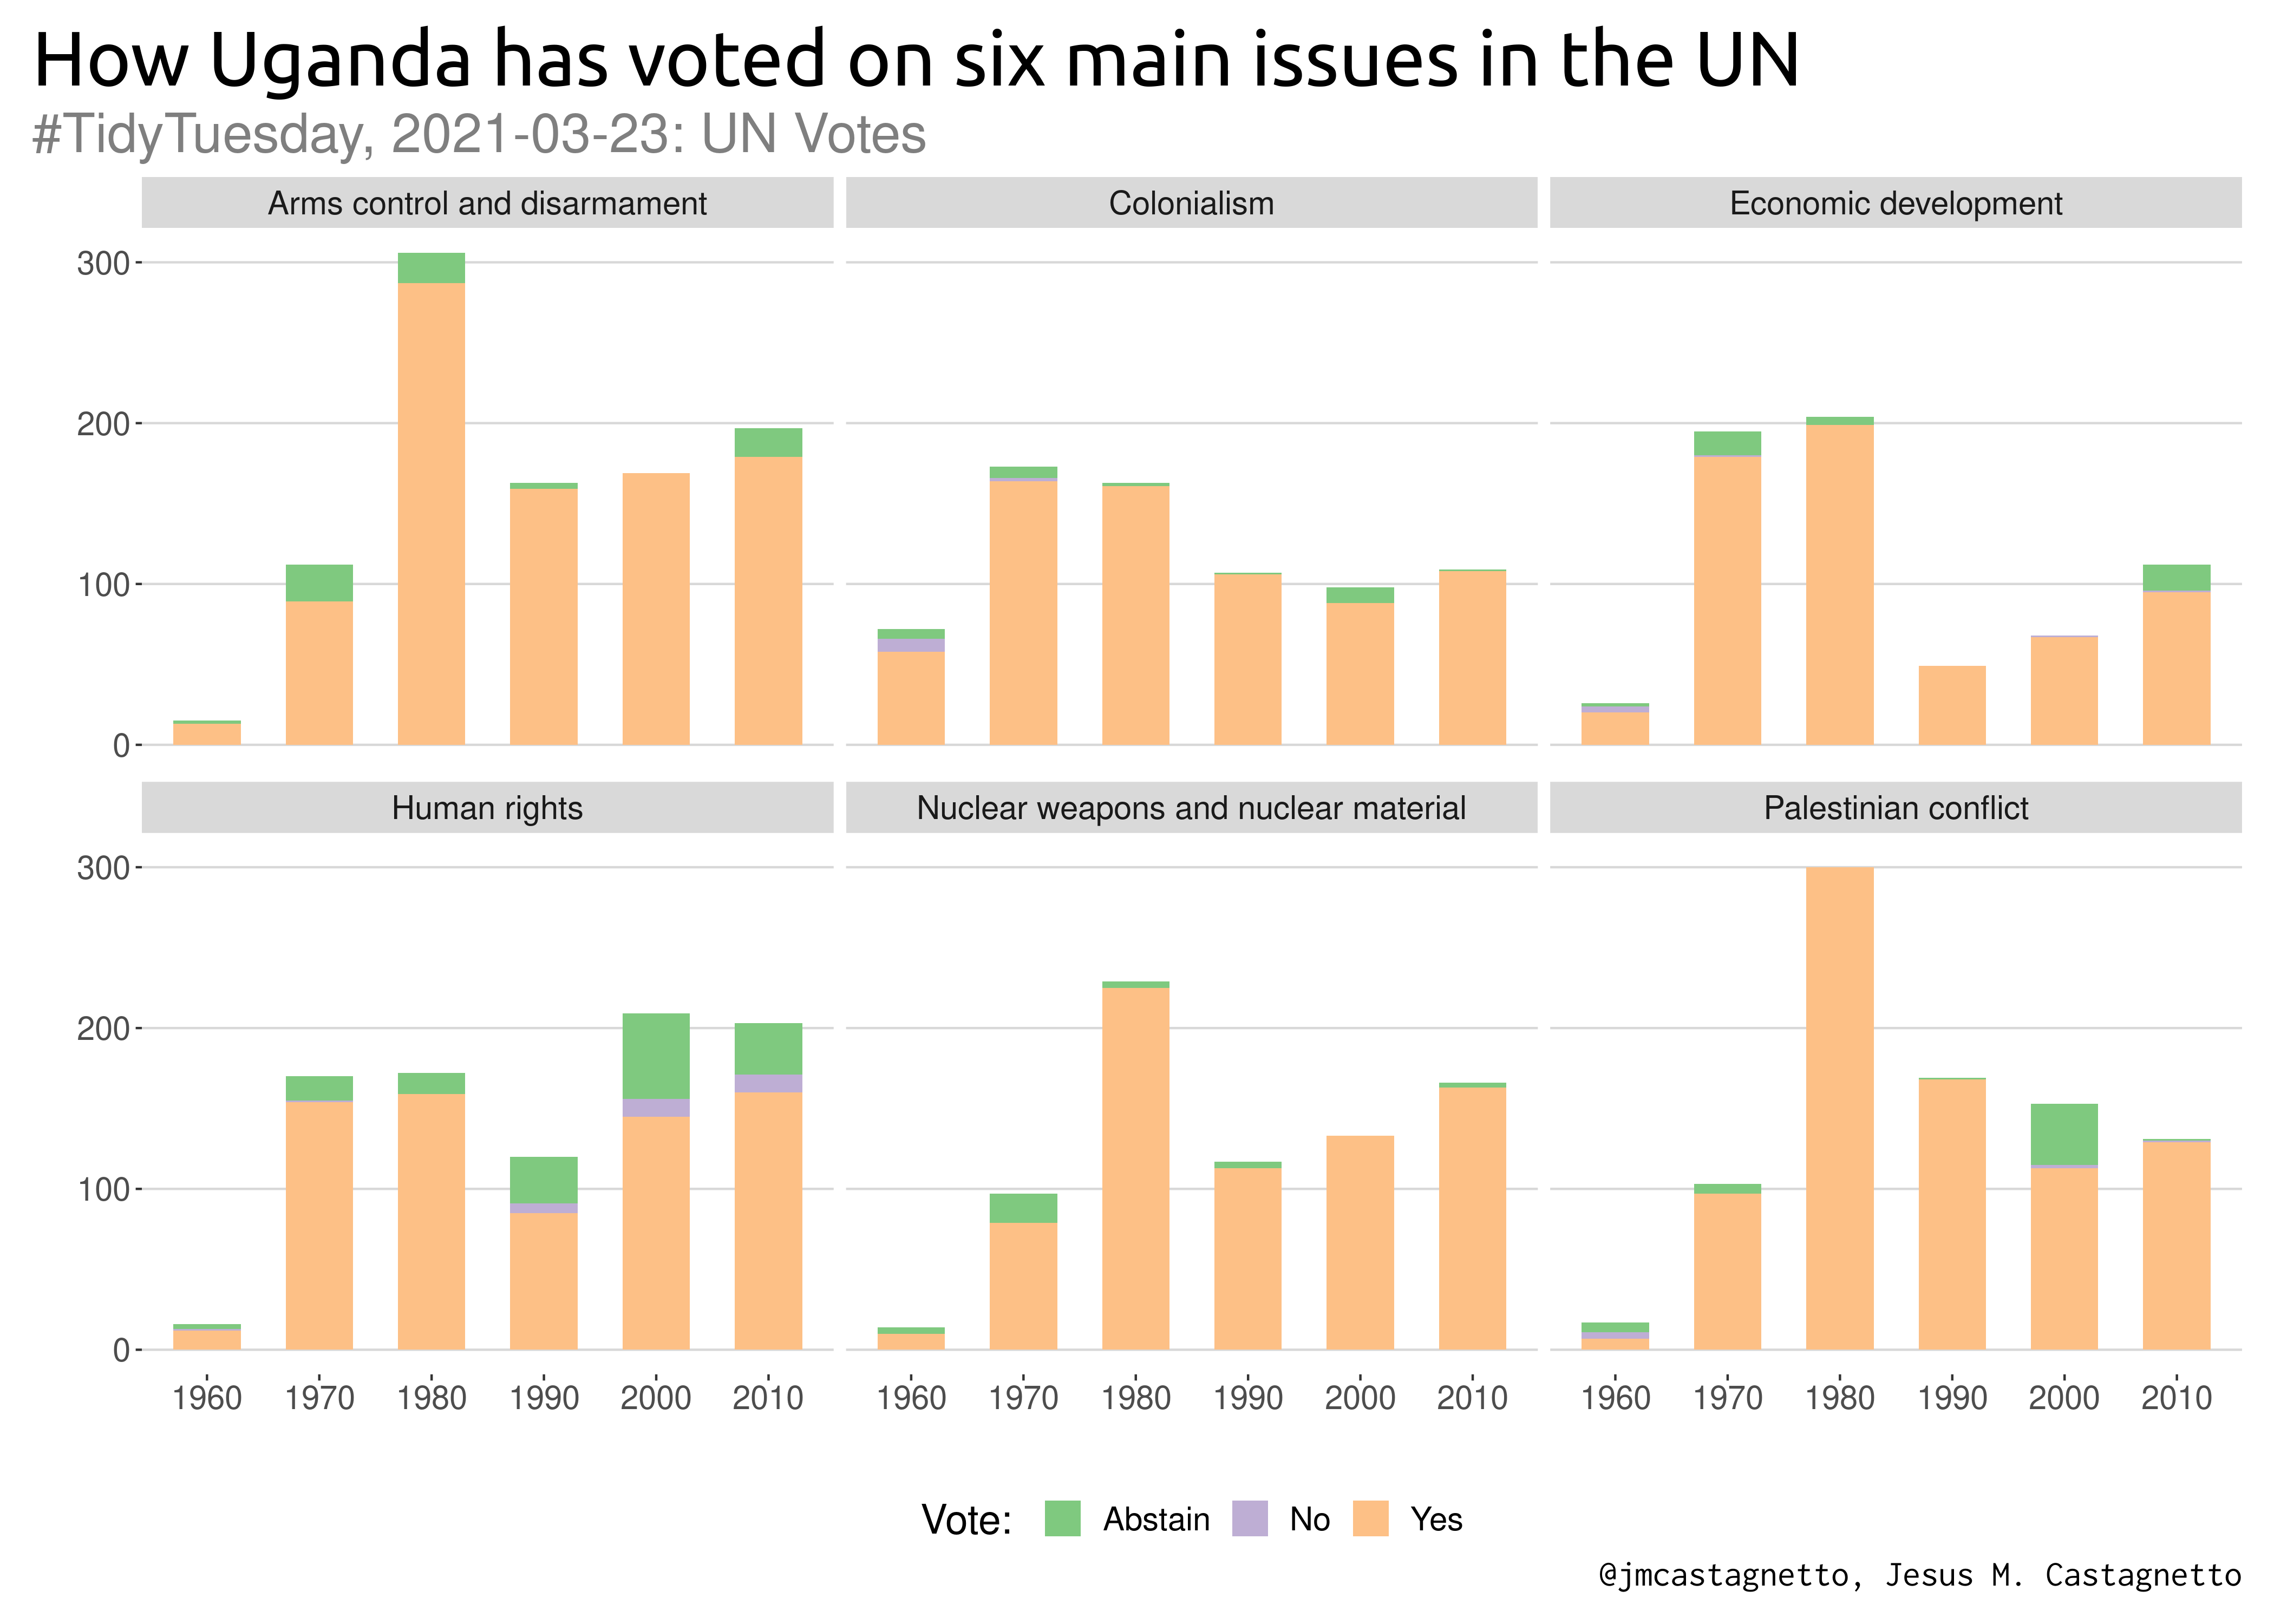 How Uganda has voted on six main issues in the UN
#TidyTuesday, 2021-03-23: UN Votes
Arms control and disarmament
Colonialism
Economic development
300
200
100
0
Human rights
Nuclear weapons and nuclear material
Palestinian conflict
300
200
100
0
1960 1970 1980 1990 2000 2010
1960 1970 1980 1990 2000 2010
1960 1970 1980 1990 2000 2010
Vote: Abstain No Yes
@jmcastagnetto, Jesus M. Castagnetto